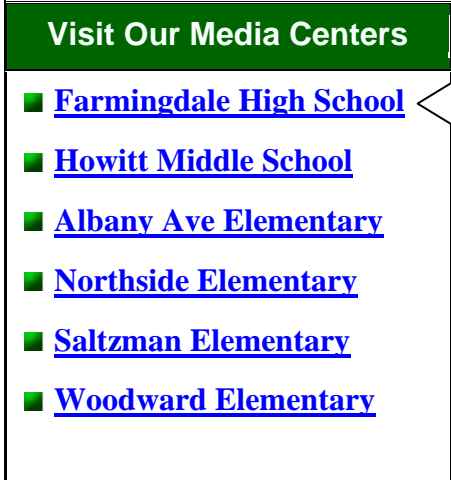 Visit Our Media Centers
Farmingdale High School
Howitt Middle School
Albany Ave Elementary
Northside Elementary
Saltzman Elementary
Woodward Elementary